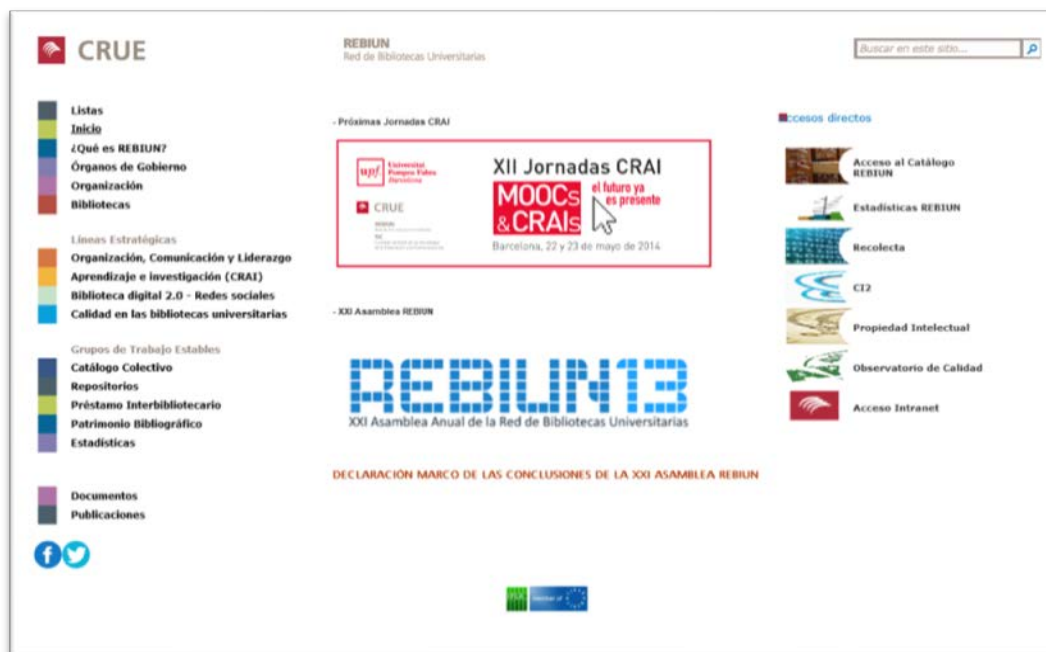 CRUE
REBIUN
Red de Bibliotecas Universitarias
Buscar en este sitio...
Listas
Inicio
¿Qué es REBIUN?
Órganos de Gobierno
Organización
Bibliotecas
Líneas Estratégicas
Organización, Comunicación y Liderazgo
Aprendizaje e investigación (CRAI)
Biblioteca digital 2.0 - Redes sociales
Calidad en las bibliotecas universitarias
Grupos de Trabajo Estables
Catálogo Colectivo
Repositorios
Préstamo Interbibliotecario
Patrimonio Bibliográfico
Estadísticas
Documentos
Publicaciones
- Próximas Jornadas CRAI
upf.
Universitat
Pompeu Fabra
Barcelona
CRUE
REBIUN
XII Jornadas CRAI
MOOCs
&CRAIs
el futuro ya
es presente
Barcelona, 22 y 23 de mayo de 2014
- XXI Asamblea REBIUN
REBIUN13
XXI Asamblea Anual de la Red de Bibliotecas Universitarias
DECLARACIÓN MARCO DE LAS CONCLUSIONES DE LA XXI ASAMBLEA REBIUN
ccesos directos
Acceso al Catálogo
REBIUN
Estadísticas REBIUN
Recolecta
CI2
Propiedad Intelectual
Observatorio de Calidad
Acceso Intranet
member of